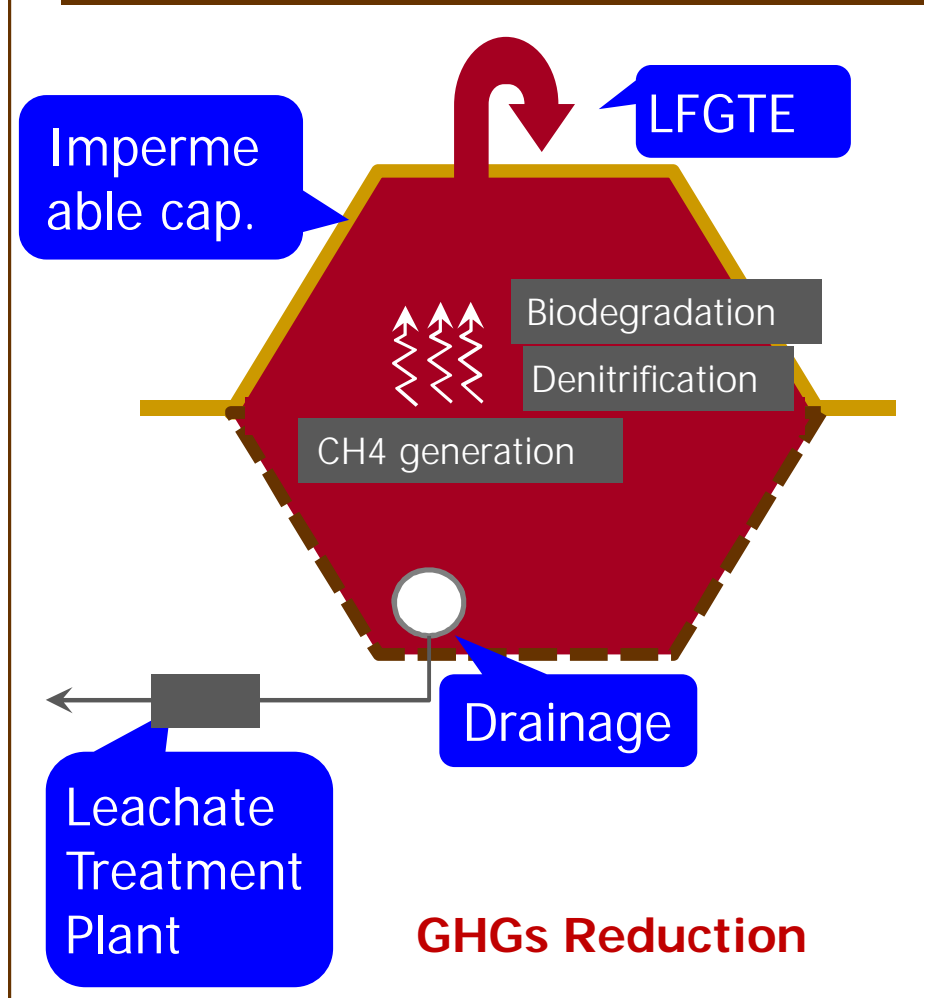 LFGTE
Imperme
able cap.
Biodegradation
Denitrification
CH4 generation
Drainage
Leachate
Treatment
Plant
GHGs Reduction